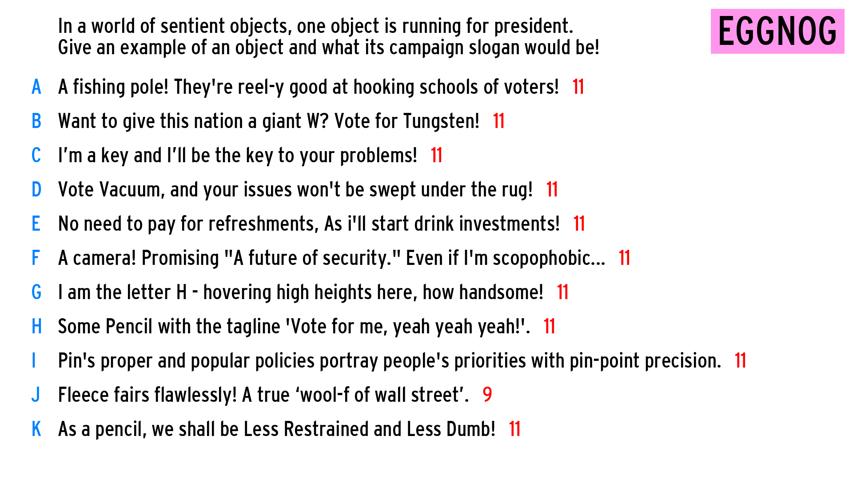 In a world of sentient objects, one object is running for president.
Give an example of an object and what its campaign slogan would be!
EGGNOG
A A fishing pole! They're reel-y good at hooking schools of voters! 11
B Want to give this nation a giant W? Vote for Tungsten! 11
C I’m a key and I’ll be the key to your problems! 11
D Vote Vacuum, and your issues won't be swept under the rug! 11
E No need to pay for refreshments, As i'll start drink investments! 11
F A camera! Promising "A future of security." Even if I'm scopophobic... 11
G I am the letter H - hovering high heights here, how handsome! 11
H Some Pencil with the tagline 'Vote for me, yeah yeah yeah!'. 11
I Pin's proper and popular policies portray people's priorities with pin-point precision. 11
J Fleece fairs flawlessly! A true ‘wool-f of wall street’. 9
K As a pencil, we shall be Less Restrained and Less Dumb! 11